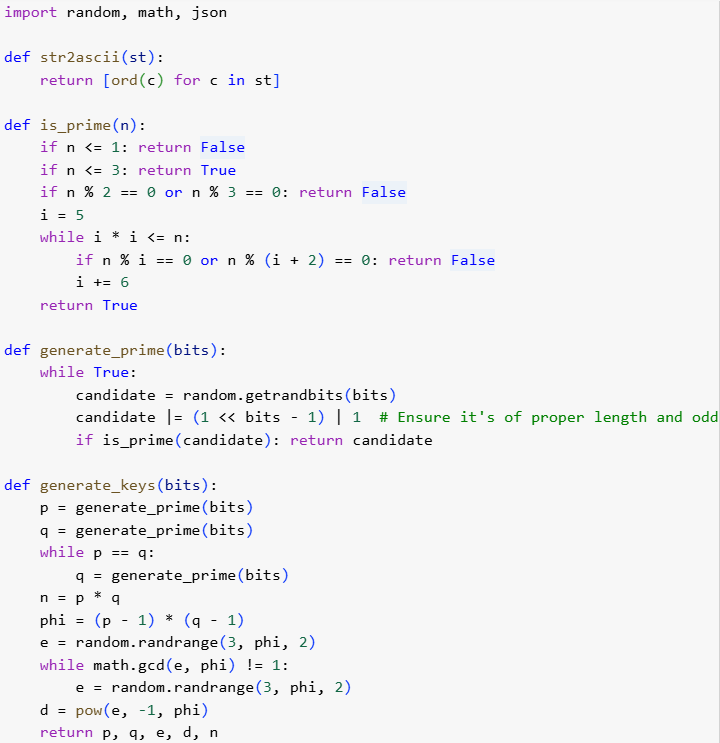 import random, math, json

def str2ascii(st):
    return [ord(c) for c in st]

def is_prime(n):
    if n <= 1: return False
    if n <= 3: return True
    if n % 2 == 0 or n % 3 == 0: return False
    i = 5
    while i * i <= n:
        if n % i == 0 or n % (i + 2) == 0: return False
        i += 6
    return True

def generate_prime(bits):
    while True:
        candidate = random.getrandbits(bits)
        candidate |= (1 << bits - 1) | 1  # Ensure it's of proper length and odd
        if is_prime(candidate): return candidate

def generate_keys(bits):
    p = generate_prime(bits)
    q = generate_prime(bits)
    while p == q:
        q = generate_prime(bits)
    n = p * q
    phi = (p - 1) * (q - 1)
    e = random.randrange(3, phi, 2)
    while math.gcd(e, phi) != 1:
        e = random.randrange(3, phi, 2)
    d = pow(e, -1, phi)
    return p, q, e, d, n